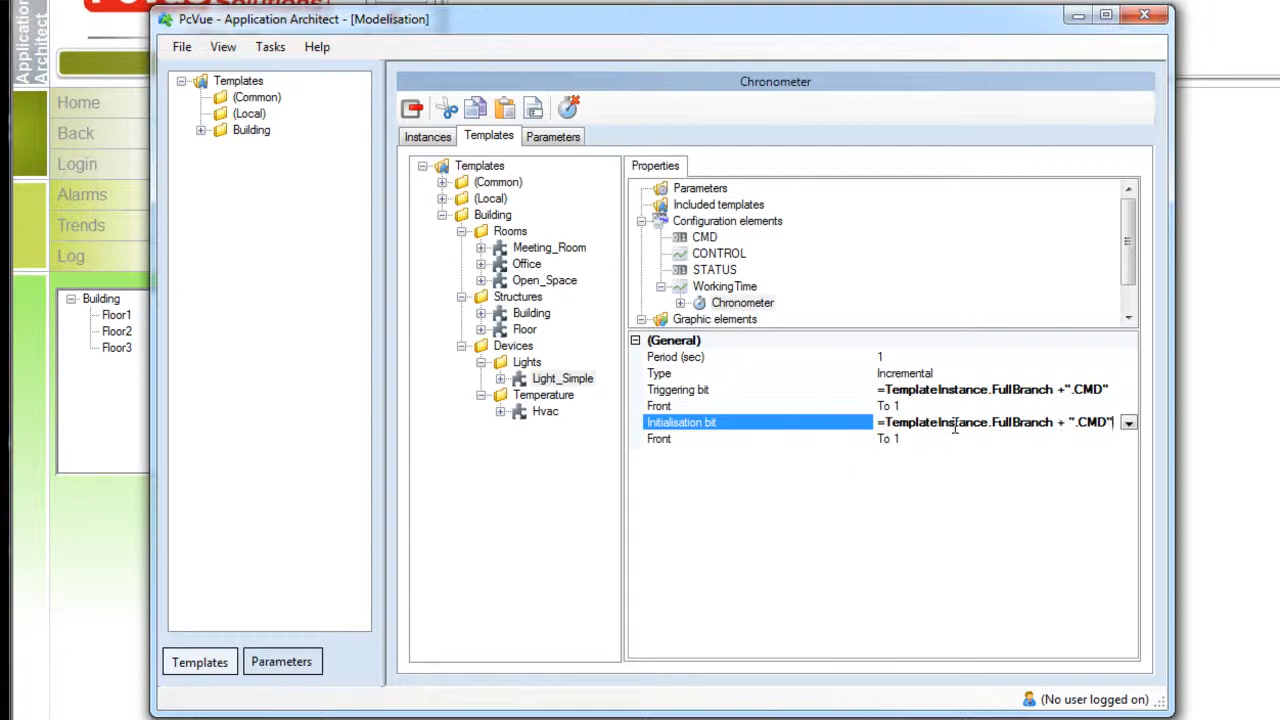 Solutions
Application
Architect
Home
Back
Login
Alarms
Trends
Log
Building
Floor1
Floor2
Floor3
PcVue - Application Architect - [Modelisation]
File View Tasks Help
Templates
(Common)
(Local)
Building
Templates Parameters
Chronometer
Instances Templates Parameters
Templates
(Common)
(Local)
Building
Rooms
Meeting_Room
Office
Open_Space
Structures
Building
Floor
Devices
Lights
Light_Simple
Temperature
Hvac
Properties
Parameters
Included templates
Configuration elements
CMD
CONTROL
STATUS
WorkingTime
Chronometer
Graphic elements
(General)
Period (sec) 1
Type Incremental
Triggering bit =TemplateInstance.FullBranch +".CMD"
Front To 1
Initialisation bit =TemplateInstance.FullBranch + ".CMD"
Front To 1
(No user logged on)